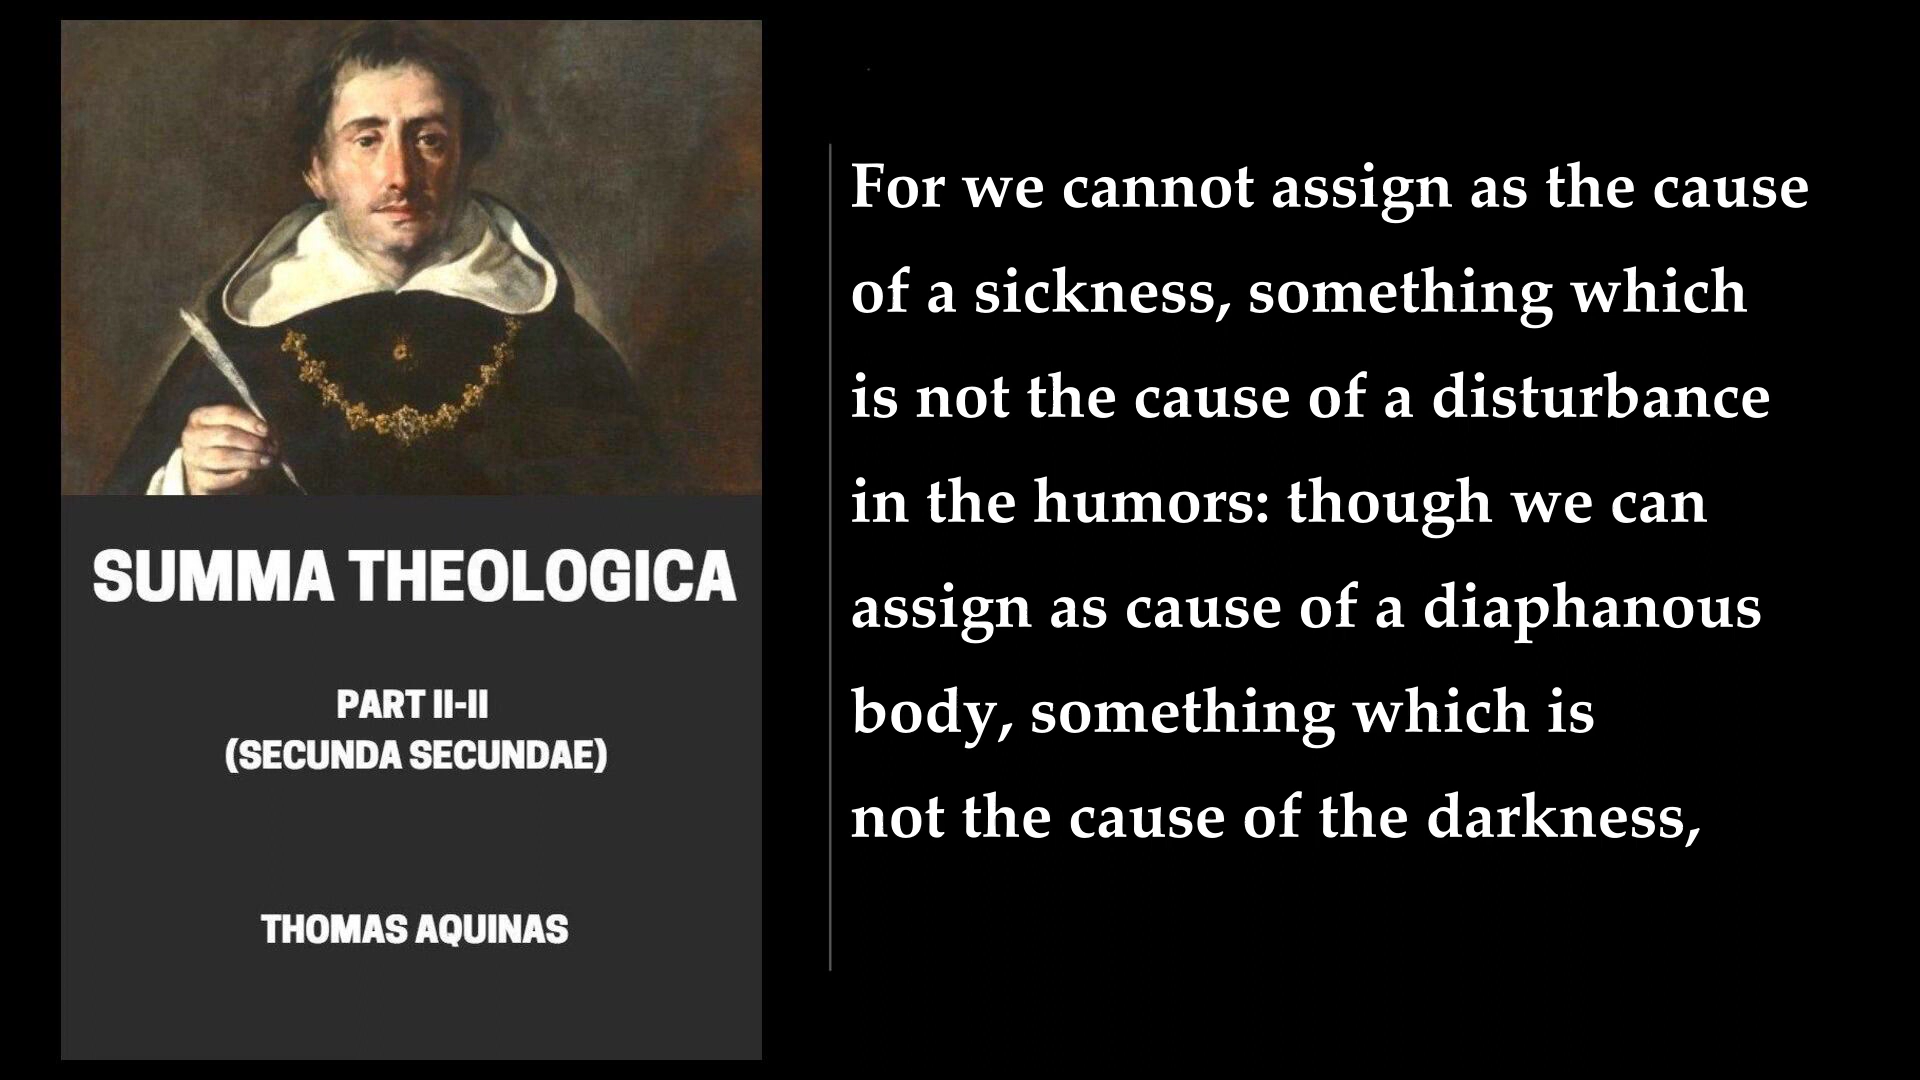 SUMMA THEOLOGICA
PART II-II
(SECUNDA SECUNDAE)
THOMAS AQUINAS
For we cannot assign as the cause
of a sickness, something which
is not the cause of a disturbance
in the humors: though we can
assign as cause of a diaphanous
body, something which is
not the cause of the darkness,